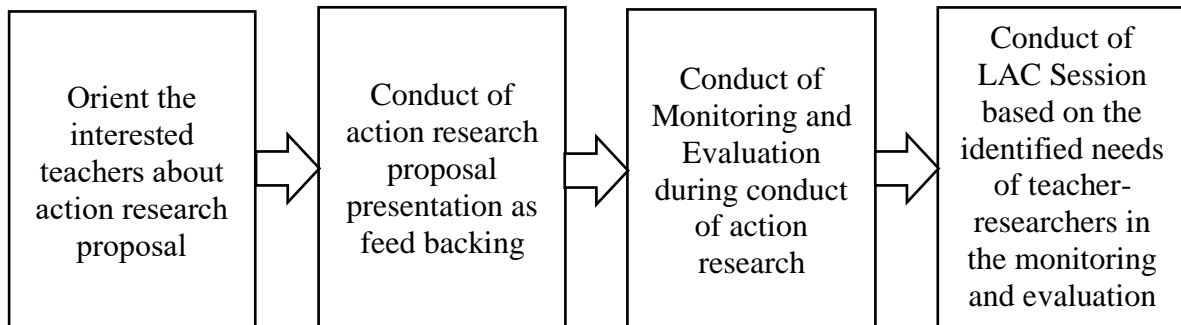 Orient the
interested
teachers about
action research
proposal
Conduct of
action research
proposal
presentation as
feed backing
Conduct of
Monitoring and
Evaluation
during conduct
of action
research
Conduct of
LAC Session
based on the
identified needs
of teacher-
researchers in
the monitoring
and evaluation